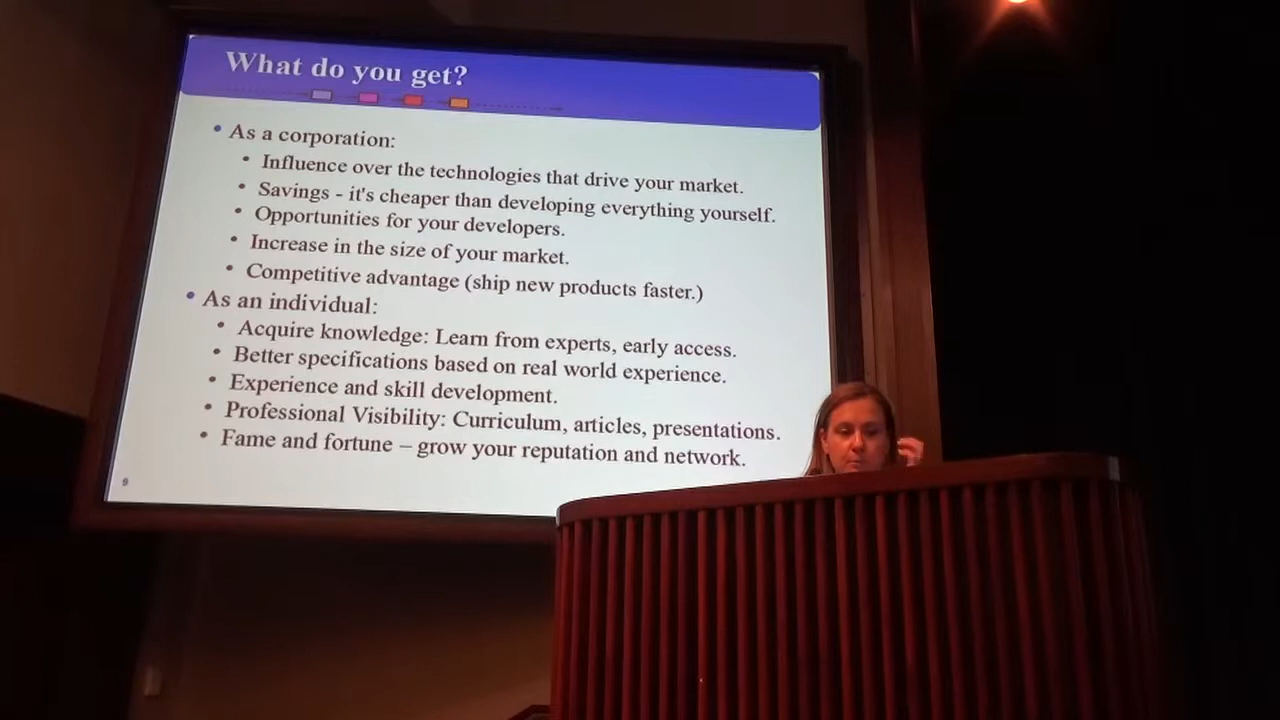 What do you get?
• As a corporation:
• Influence over the technologies that drive your market.
• Savings - it's cheaper than developing everything yourself.
• Opportunities for your developers.
• Increase in the size of your market.
• Competitive advantage (ship new products faster.)
• As an individual:
• Acquire knowledge: Learn from experts, early access.
• Better specifications based on real world experience.
• Experience and skill development.
• Professional Visibility: Curriculum, articles, presentations.
• Fame and fortune – grow your reputation and network.
9